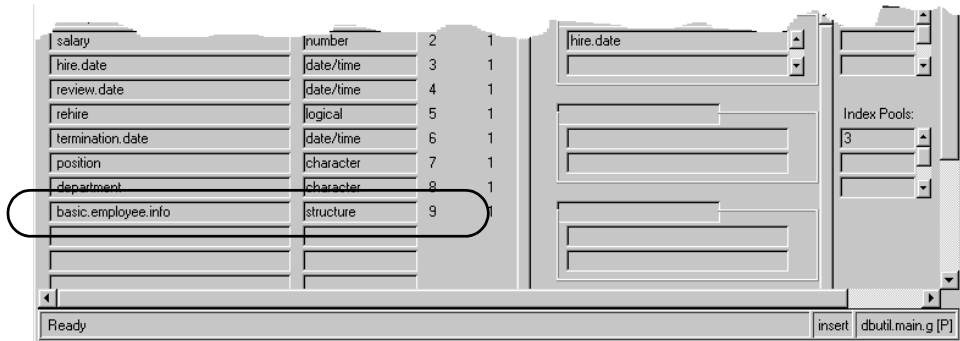 salary number 2 1 hire.date
hire.date date/time 3 1
review.date date/time 4 1
rehire logical 5 1 Index Pools:
termination.date date/time 6 1 3
position character 7 1
department character 8 1
basic.employee.info structure 9 1
Ready insert dbutil.main.g [P]